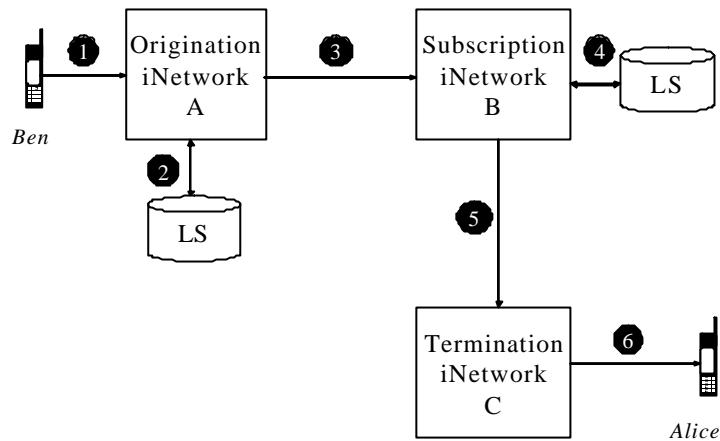 1
Origination
iNetwork
A
3
Subscription
iNetwork
B
4
LS
Ben
2
LS
5
Termination
iNetwork
C
6
Alice